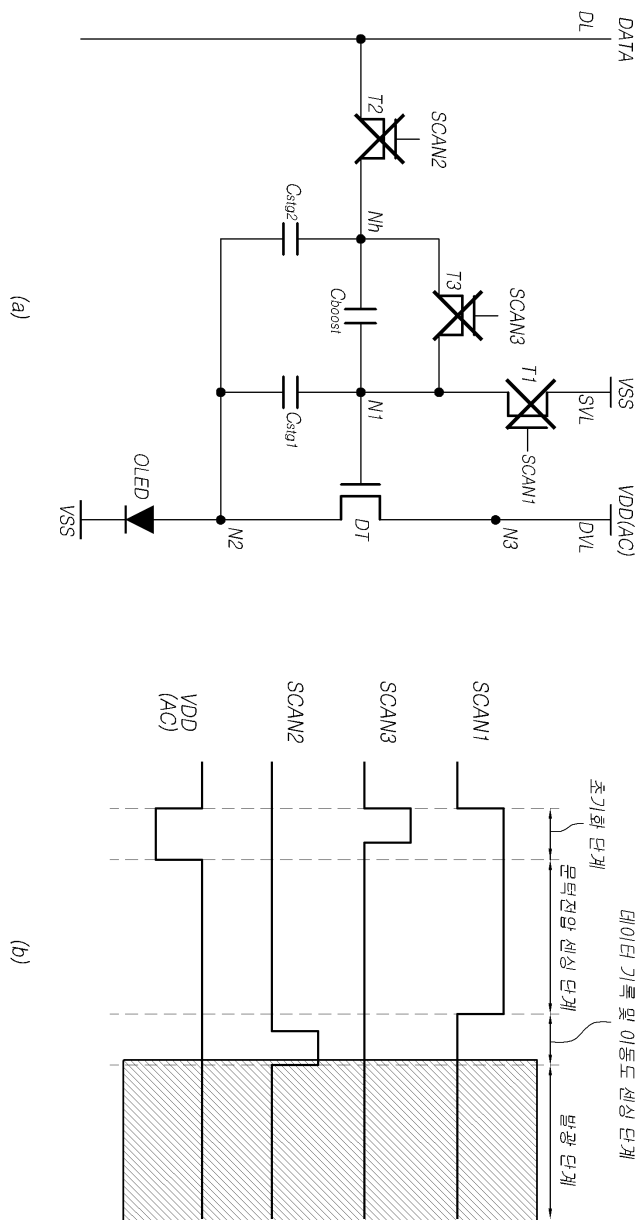 DATA
DL
SCAN2
T2
Nh
Cstg2
Cboost
SCAN3
T3
VSS
SVL
T1
SCAN1
N1
Cstg1
VDD(AC)
DVL
N3
DT
N2
OLED
VSS
(a)
초기화 단계
문턱전압 센싱 단계
데이터 기록 및 이동도 센싱 단계
발광 단계
SCAN1
SCAN3
SCAN2
VDD
(AC)
(b)